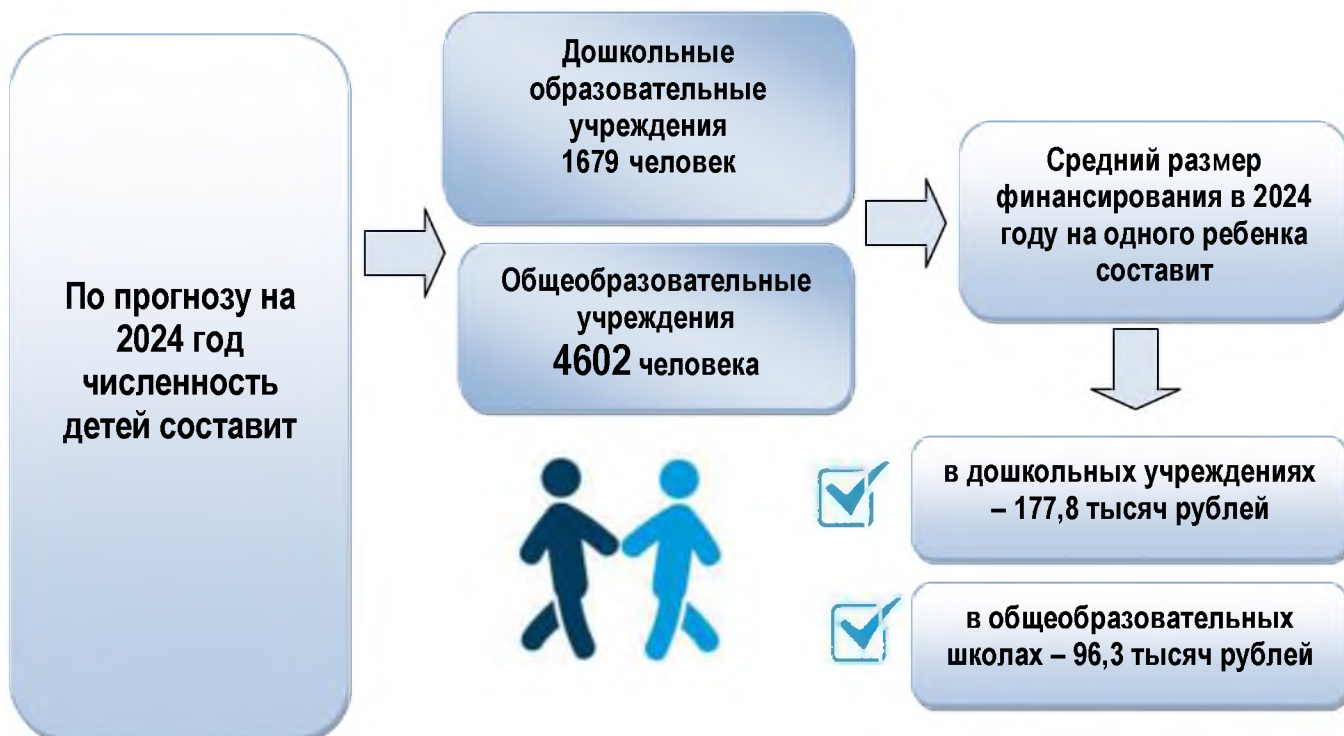 По прогнозу на
2024 год
численность
детей составит
Дошкольные
образовательные
учреждения
1679 человек
Общеобразовательные
учреждения
4602 человека
Средний размер
финансирования в 2024
году на одного ребенка
составит
в дошкольных учреждениях
– 177,8 тысяч рублей
в общеобразовательных
школах – 96,3 тысяч рублей